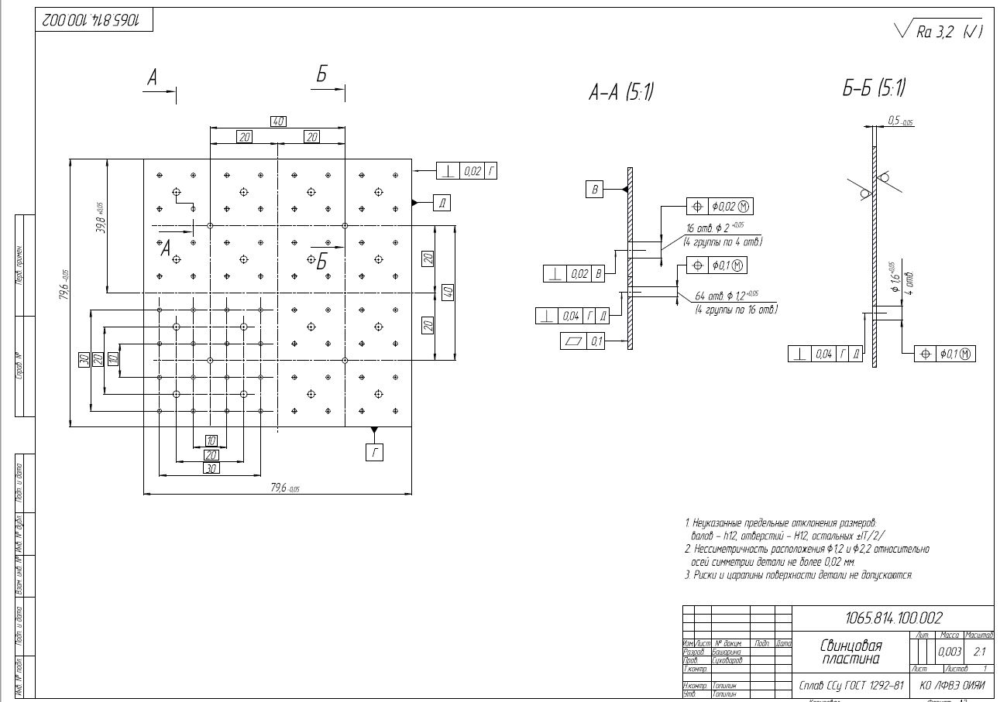 1065.814.100.002
Ra 3,2 (√)
А
Б
А-А (5:1)
Б-Б (5:1)
40
20
20
0,5 -0,05
⊥ 0,02 Г
Д
В
39,8 ±0,05
79,6 -0,05
А
Б
20
40
20
⌖ ϕ0,02 Ⓜ
16 отв. ϕ 2 +0,05
(4 группы по 4 отв.)
⌖ ϕ0,1 Ⓜ
⊥ 0,02 В
64 отв. ϕ 1,2 +0,05
(4 группы по 16 отв.)
⊥ 0,04 Г Д
▱ 0,1
ϕ 1,6 +0,05
4 отв.
⊥ 0,04 Г Д
⌖ ϕ0,1 Ⓜ
30
20
10
10
20
30
Г
79,6 -0,05
Перв. примен.
Справ. №
Подп. и дата
Инв. № дубл.
Взам. инв. №
Подп. и дата
Инв. № подл.
1. Неуказанные предельные отклонения размеров:
валов – h12, отверстий – H12, остальных ±IT/2/
2. Нессиметричность расположения ϕ1,2 и ϕ2,2 относительно
осей симметрии детали не более 0,02 мм.
3. Риски и царапины поверхности детали не допускаются.
1065.814.100.002
Изм Лист № докум. Подп. Дата
Разраб. Башарина
Пров. Суховаров
Т.контр.
Н.контр. Топилин
Утв. Топилин
Свинцовая
пластина
Лит. Масса Масштаб
0,003 2:1
Лист Листов 1
Сплав ССу ГОСТ 1292-81
КО ЛФВЭ ОИЯИ